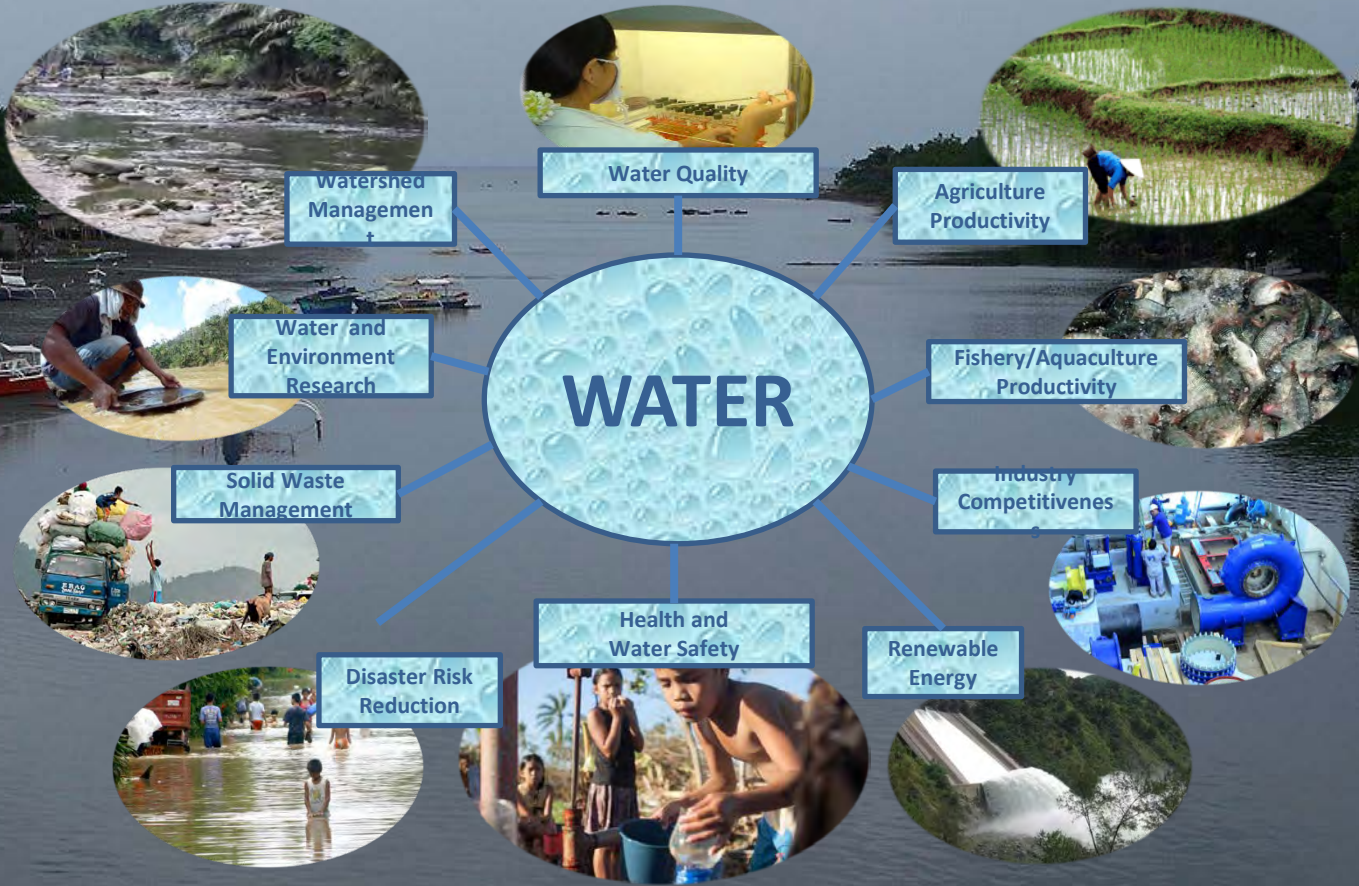 Water Quality
Watershed
Managemen
t
Agriculture
Productivity
Water and
Environment
Research
WATER
Fishery/Aquaculture
Productivity
Solid Waste
Management
Industry
Competitivenes
s
Health and
Water Safety
Disaster Risk
Reduction
Renewable
Energy